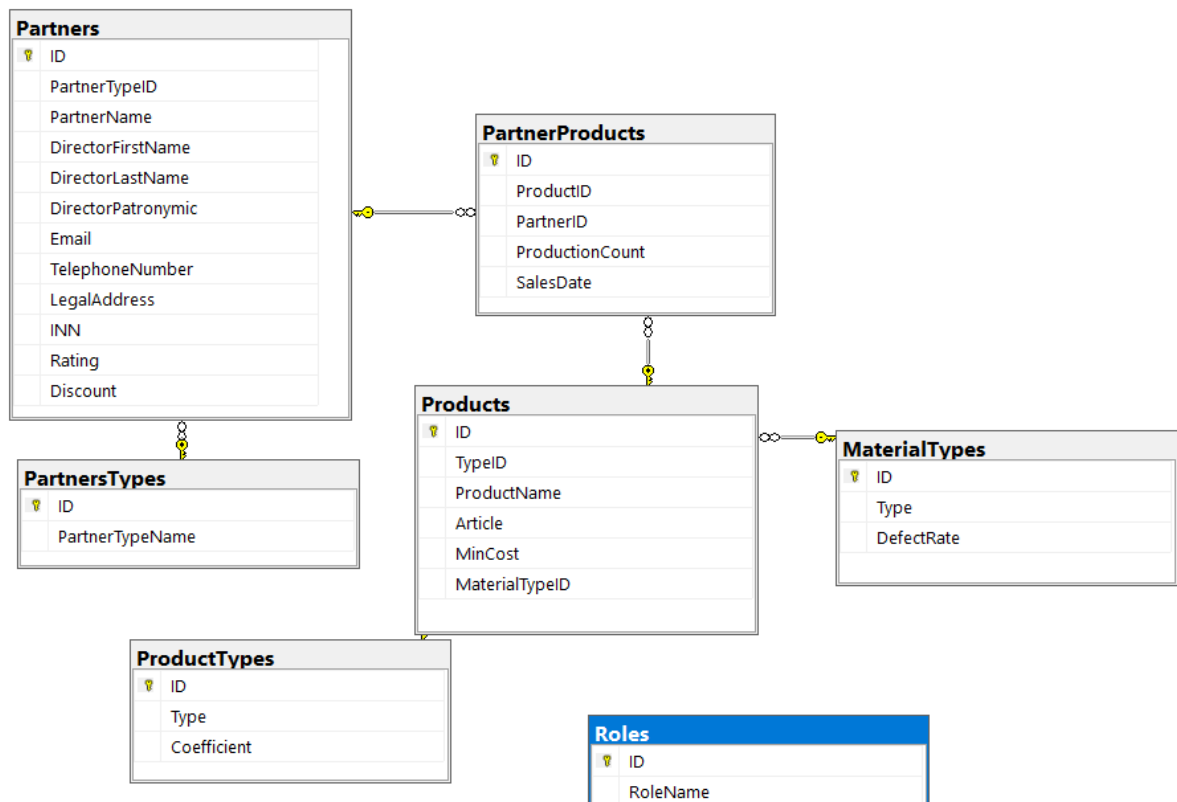 Partners
ID
PartnerTypeID
PartnerName
DirectorFirstName
DirectorLastName
DirectorPatronymic
Email
TelephoneNumber
LegalAddress
INN
Rating
Discount
PartnerProducts
ID
ProductID
PartnerID
ProductionCount
SalesDate
PartnersTypes
ID
PartnerTypeName
Products
ID
TypeID
ProductName
Article
MinCost
MaterialTypeID
MaterialTypes
ID
Type
DefectRate
ProductTypes
ID
Type
Coefficient
Roles
ID
RoleName